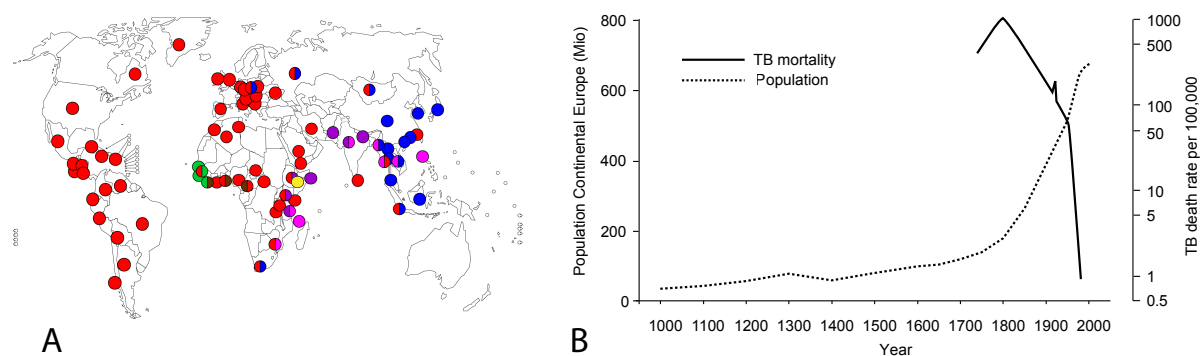 A
B
Population Continental Europe (Mio)
800
600
400
200
0
TB mortality
Population
1000 1100 1200 1300 1400 1500 1600 1700 1800 1900 2000
Year
1000
500
100
50
10
5
1
0.5
TB death rate per 100.000